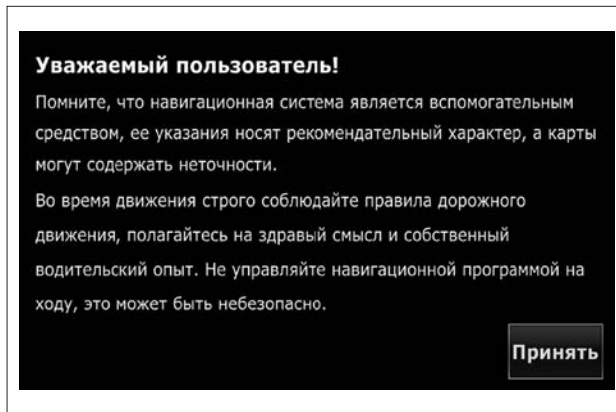 Уважаемый пользователь!
Помните, что навигационная система является вспомогательным
средством, ее указания носят рекомендательный характер, а карты
могут содержать неточности.
Во время движения строго соблюдайте правила дорожного
движения, полагайтесь на здравый смысл и собственный
водительский опыт. Не управляйте навигационной программой на
ходу, это может быть небезопасно.
Принять